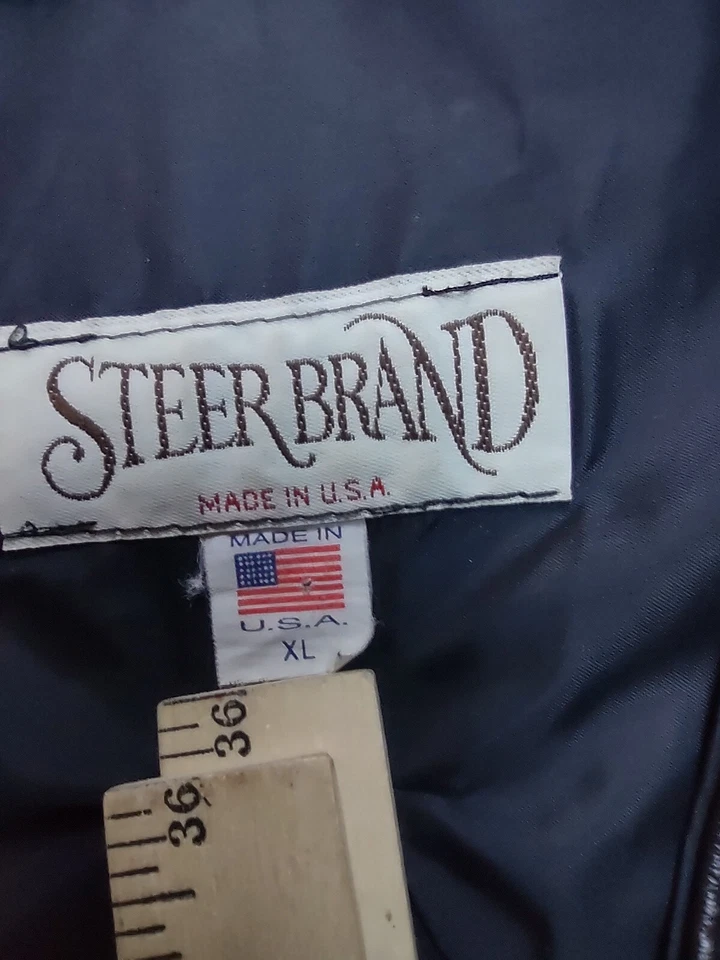 STEER BRAND
MADE IN U.S.A.
MADE IN
U.S.A.
XL
36
36